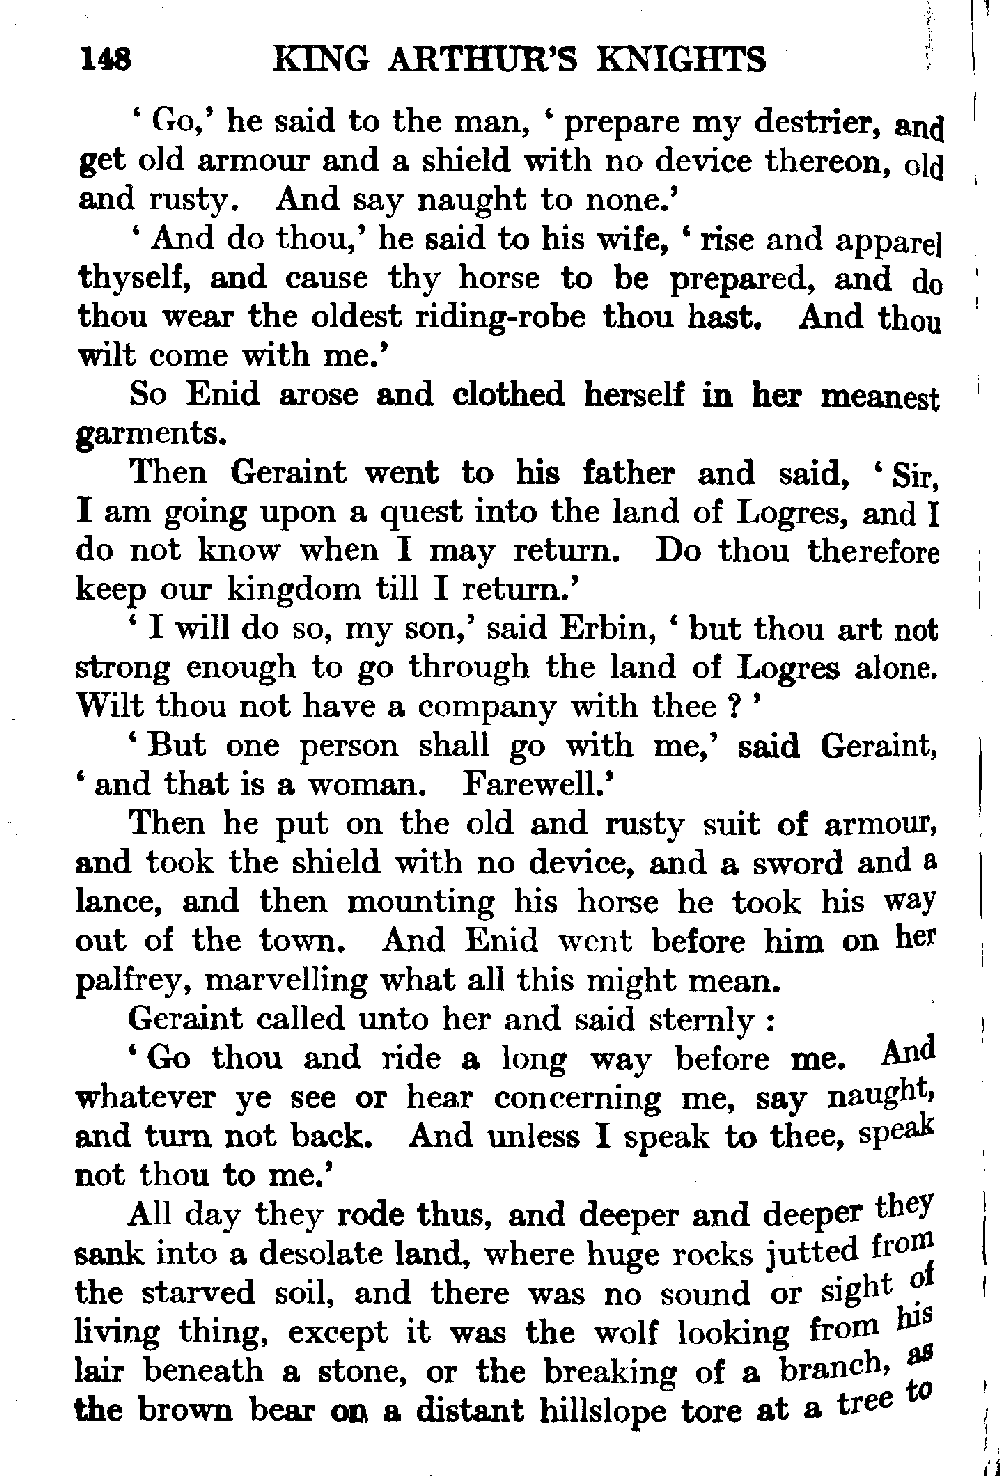 148 KING ARTHUR'S KNIGHTS
‘ Go,’ he said to the man, ‘ prepare my destrier, and
get old armour and a shield with no device thereon, old
and rusty. And say naught to none.’
‘ And do thou,’ he said to his wife, ‘ rise and apparel
thyself, and cause thy horse to be prepared, and do
thou wear the oldest riding-robe thou hast. And thou
wilt come with me.’
So Enid arose and clothed herself in her meanest
garments.
Then Geraint went to his father and said, ‘ Sir,
I am going upon a quest into the land of Logres, and I
do not know when I may return. Do thou therefore
keep our kingdom till I return.’
‘ I will do so, my son,’ said Erbin, ‘ but thou art not
strong enough to go through the land of Logres alone.
Wilt thou not have a company with thee ? ’
‘ But one person shall go with me,’ said Geraint,
‘ and that is a woman. Farewell.’
Then he put on the old and rusty suit of armour,
and took the shield with no device, and a sword and a
lance, and then mounting his horse he took his way
out of the town. And Enid went before him on her
palfrey, marvelling what all this might mean.
Geraint called unto her and said sternly :
‘ Go thou and ride a long way before me. And
whatever ye see or hear concerning me, say naught,
and turn not back. And unless I speak to thee, speak
not thou to me.’
All day they rode thus, and deeper and deeper they
sank into a desolate land, where huge rocks jutted from
the starved soil, and there was no sound or sight of
living thing, except it was the wolf looking from his
lair beneath a stone, or the breaking of a branch, as
the brown bear on a distant hillslope tore at a tree to